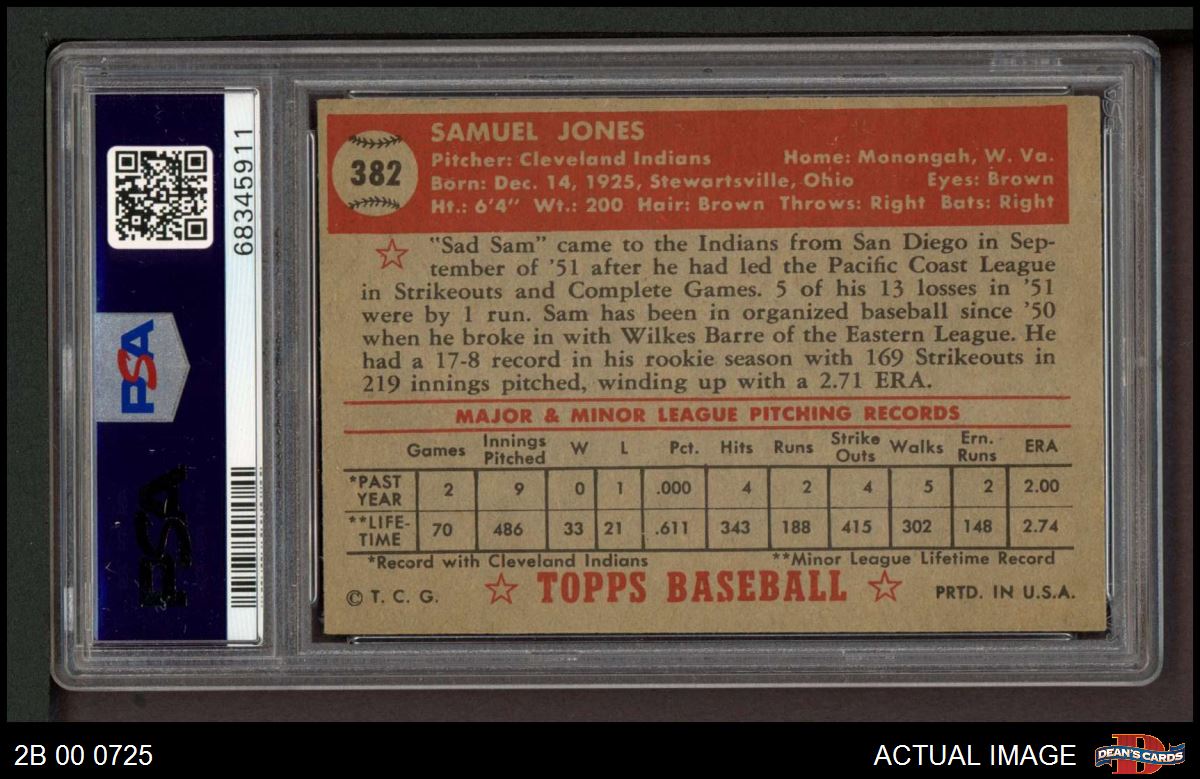 68345911
PSA
PSA
382
SAMUEL JONES
Pitcher: Cleveland Indians Home: Monongah, W. Va.
Born: Dec. 14, 1925, Stewartsville, Ohio Eyes: Brown
Ht.: 6'4" Wt.: 200 Hair: Brown Throws: Right Bats: Right
"Sad Sam" came to the Indians from San Diego in Sep-
tember of '51 after he had led the Pacific Coast League
in Strikeouts and Complete Games. 5 of his 13 losses in '51
were by 1 run. Sam has been in organized baseball since '50
when he broke in with Wilkes Barre of the Eastern League. He
had a 17-8 record in his rookie season with 169 Strikeouts in
219 innings pitched, winding up with a 2.71 ERA.
MAJOR & MINOR LEAGUE PITCHING RECORDS
Games Innings Pitched W L Pct. Hits Runs Strike Outs Walks Ern. Runs ERA
*PAST YEAR 2 9 0 1 .000 4 2 4 5 2 2.00
**LIFE-TIME 70 486 33 21 .611 343 188 415 302 148 2.74
*Record with Cleveland Indians **Minor League Lifetime Record
© T. C. G. ☆ TOPPS BASEBALL ☆ PRTD. IN U.S.A.
2B 00 0725 ACTUAL IMAGE DEAN'S CARDS